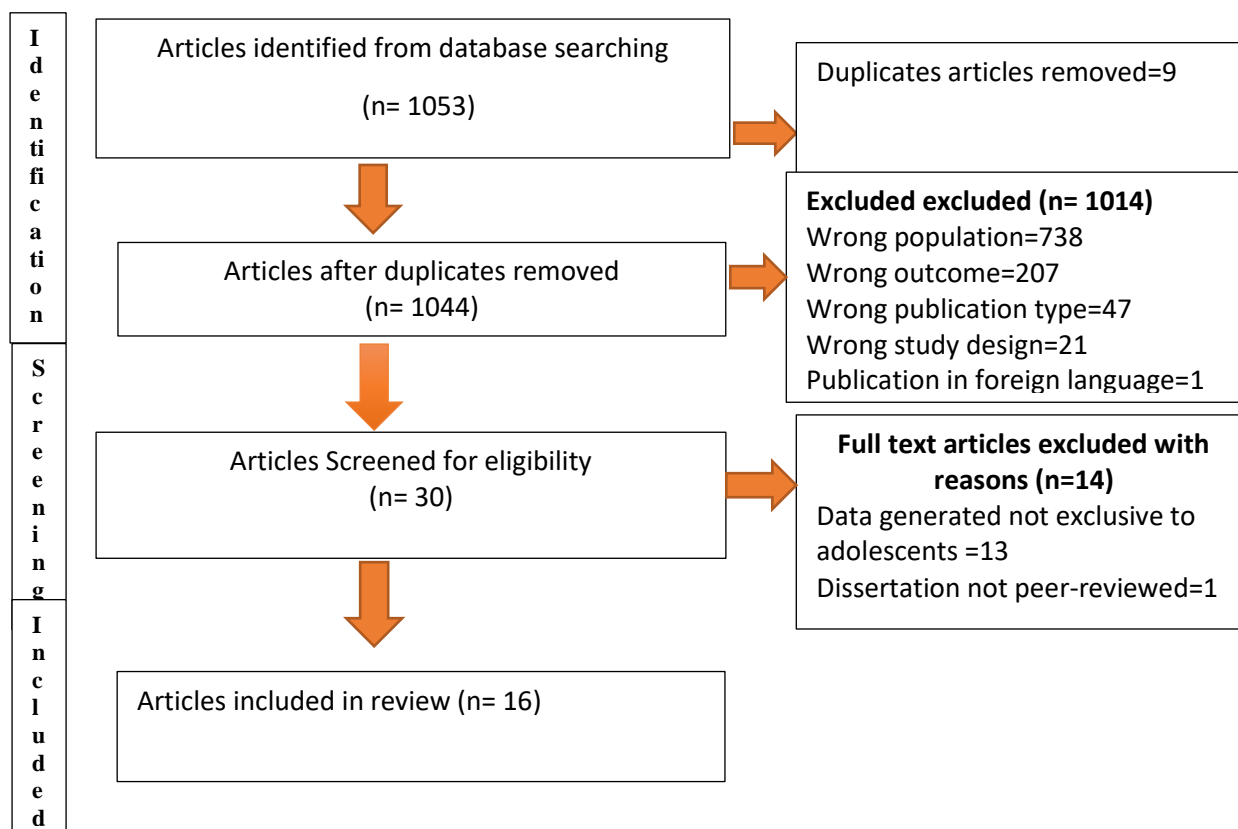 Identification
Articles identified from database searching
(n= 1053)
Duplicates articles removed=9
Articles after duplicates removed
(n= 1044)
Excluded excluded (n= 1014)
Wrong population=738
Wrong outcome=207
Wrong publication type=47
Wrong study design=21
Publication in foreign language=1
Screening
Articles Screened for eligibility
(n= 30)
Full text articles excluded with
reasons (n=14)
Data generated not exclusive to
adolescents =13
Dissertation not peer-reviewed=1
Included
Articles included in review (n= 16)